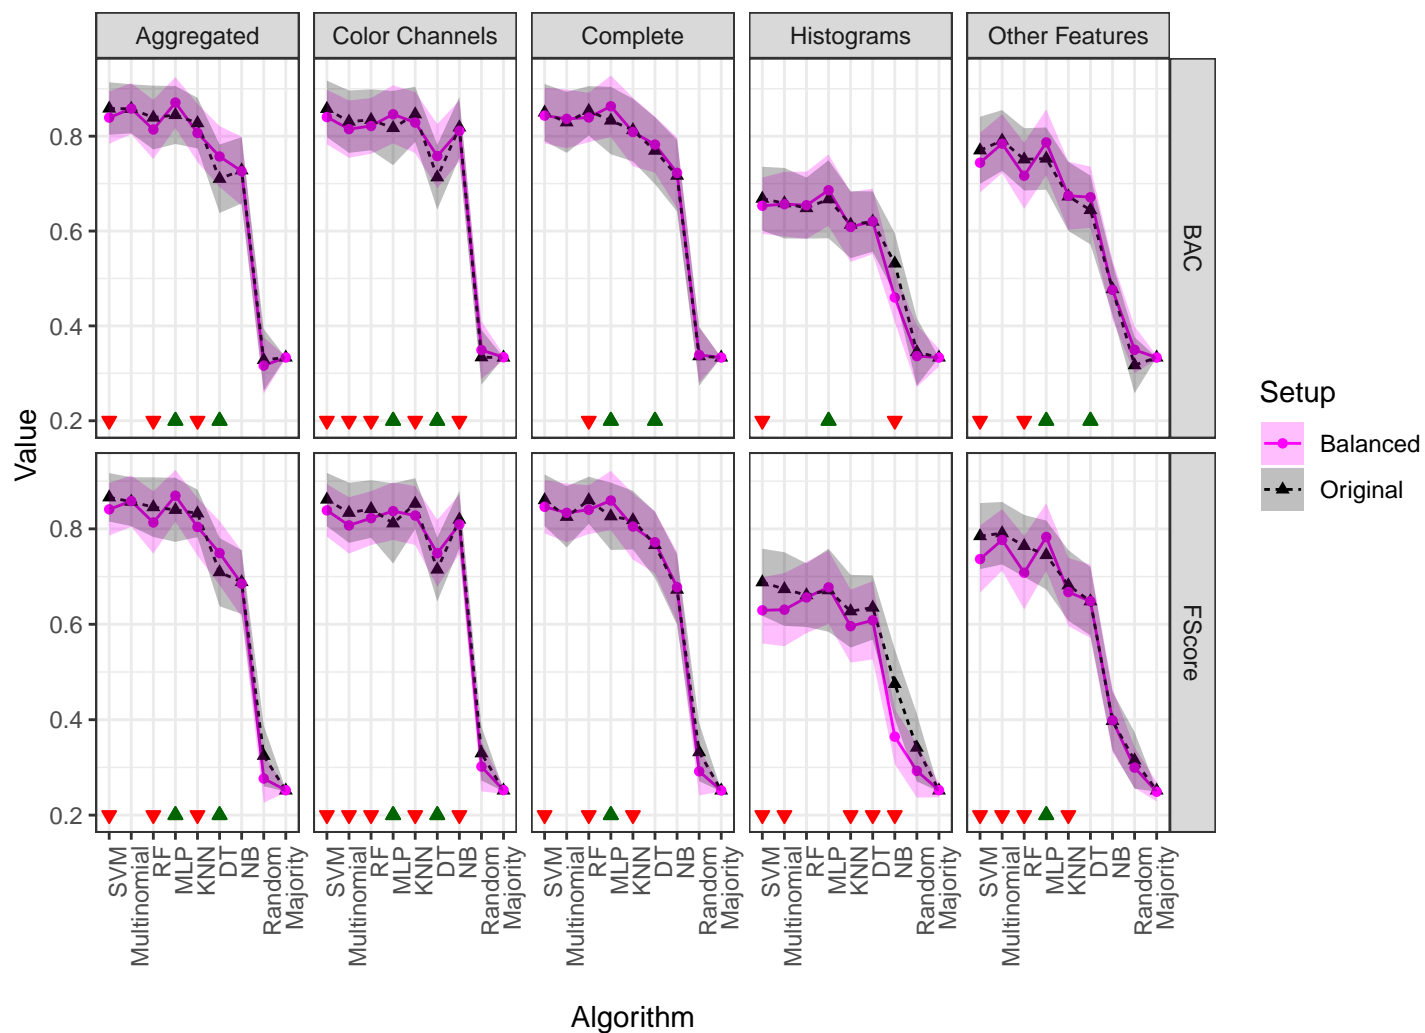 Aggregated
Color Channels
Complete
Histograms
Other Features
Value
0.8
0.6
0.4
0.2
BAC
0.8
0.6
0.4
0.2
FScore
SVM
Multinomial
RF
MLP
KNN
DT
NB
Random
Majority
SVM
Multinomial
RF
MLP
KNN
DT
NB
Random
Majority
SVM
Multinomial
RF
MLP
KNN
DT
NB
Random
Majority
SVM
Multinomial
RF
MLP
KNN
DT
NB
Random
Majority
SVM
Multinomial
RF
MLP
KNN
DT
NB
Random
Majority
Algorithm
Setup
Balanced
Original